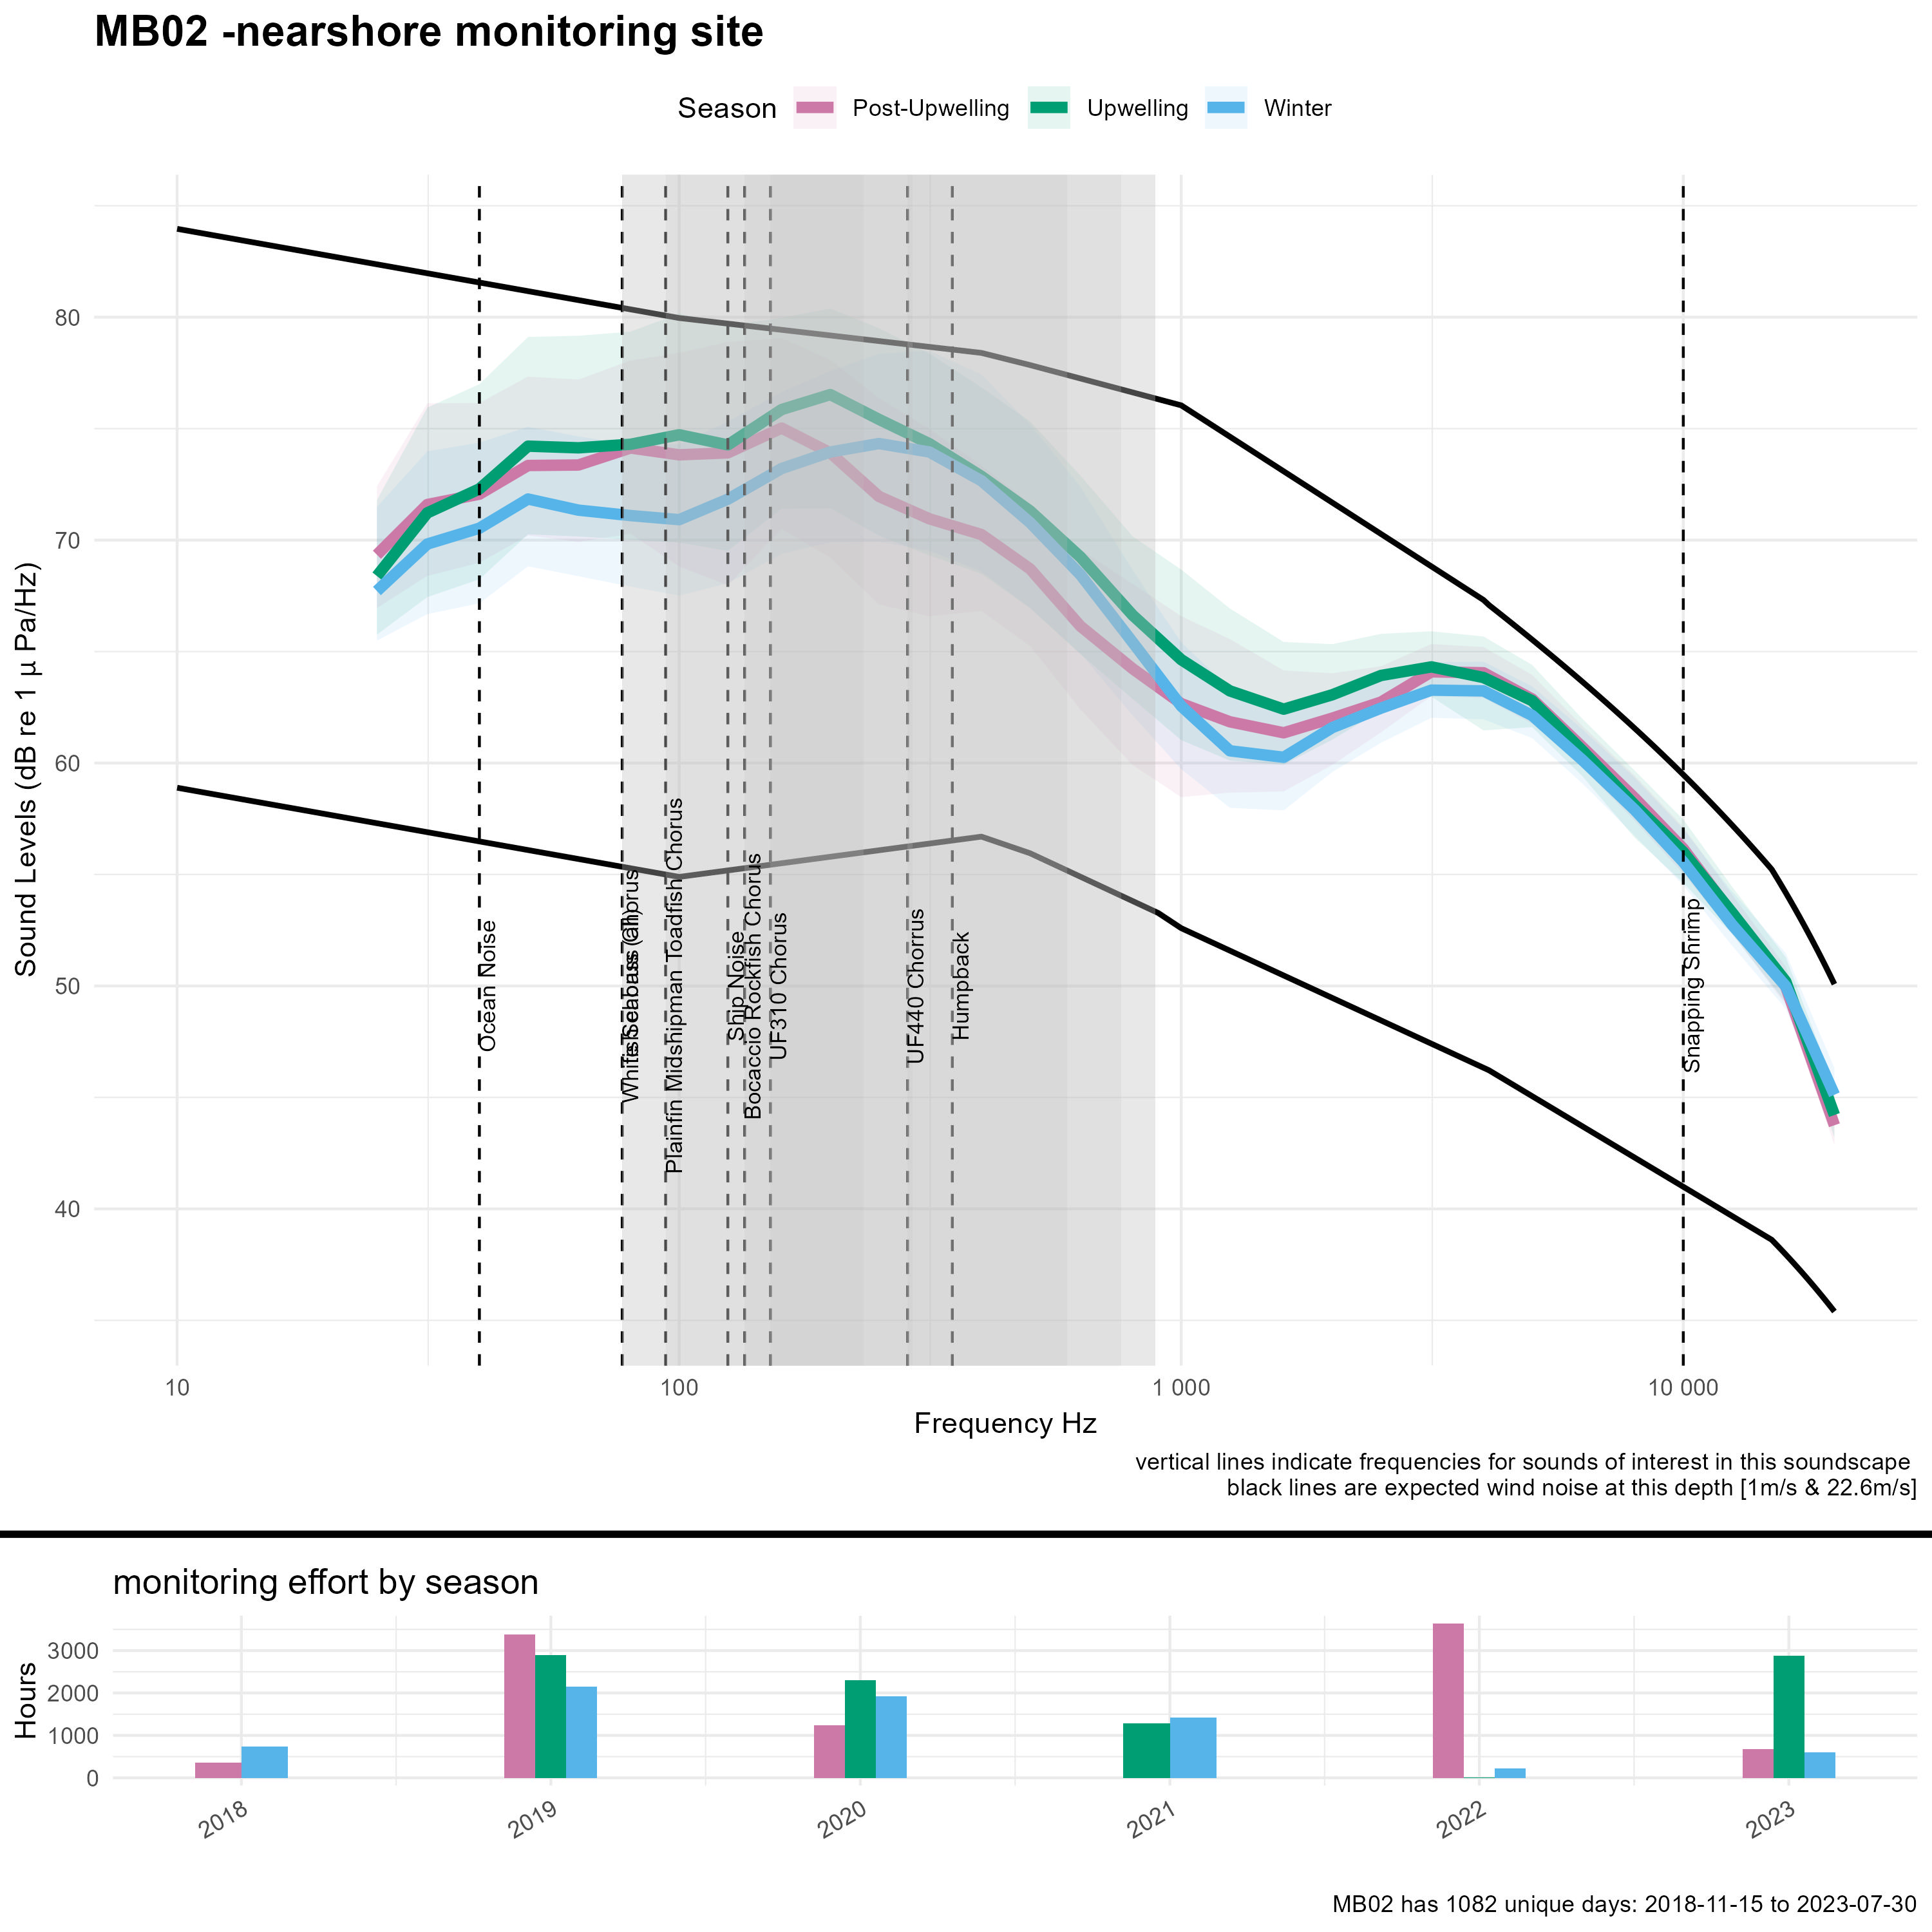 MB02 -nearshore monitoring site
Season Post-Upwelling Upwelling Winter
Sound Levels (dB re 1 µ Pa/Hz)
80
70
60
50
40
Ocean Noise
Plainfin Midshipman Toadfish Chorus
Ship Noise
Bocaccio Rockfish Chorus
UF310 Chorus
UF440 Chorrus
Humpback
Snapping Shrimp
10 100 1 000 10 000
Frequency Hz
vertical lines indicate frequencies for sounds of interest in this soundscape
black lines are expected wind noise at this depth [1m/s & 22.6m/s]
monitoring effort by season
Hours
3000
2000
1000
0
2018 2019 2020 2021 2022 2023
MB02 has 1082 unique days: 2018-11-15 to 2023-07-30